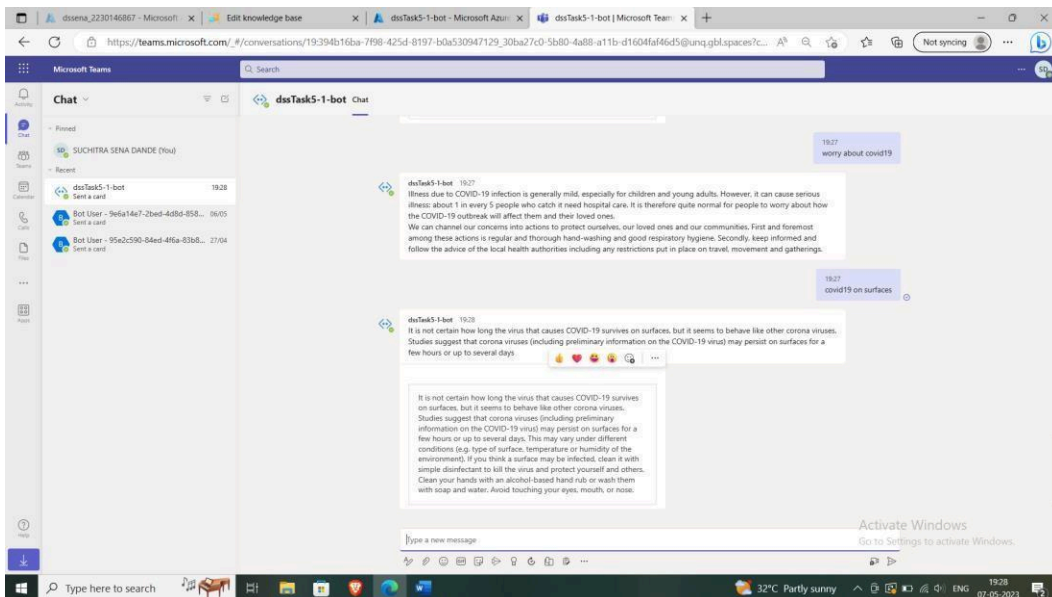 dssena_2230146867 - Microsoft
Edit knowledge base
dssTask5-1-bot - Microsoft Azur
dssTask5-1-bot | Microsoft Team
https://teams.microsoft.com/_#/conversations/19:394b16ba-7f98-425d-8197-b0a530947129_30ba27c0-5b80-4a88-a11b-d1604faf46d5@unq.gbl.spaces?c...
Not syncing
Microsoft Teams
Search
SD
Activity
Chat
Teams
Calendar
Calls
Files
Apps
Help
Chat
Pinned
SUCHITRA SENA DANDE (You)
Recent
dssTask5-1-bot 19:28
Sent a card
Bot User - 9e6a14e7-2bed-4d8d-858... 06/05
Sent a card
Bot User - 95e2c590-84ed-4f6a-83b8... 27/04
Sent a card
dssTask5-1-bot Chat
19:27
worry about covid19
dssTask5-1-bot 19:27
Illness due to COVID-19 infection is generally mild, especially for children and young adults. However, it can cause serious
illness: about 1 in every 5 people who catch it need hospital care. It is therefore quite normal for people to worry about how
the COVID-19 outbreak will affect them and their loved ones.
We can channel our concerns into actions to protect ourselves, our loved ones and our communities. First and foremost
among these actions is regular and thorough hand-washing and good respiratory hygiene. Secondly, keep informed and
follow the advice of the local health authorities including any restrictions put in place on travel, movement and gatherings.
19:27
covid19 on surfaces
dssTask5-1-bot 19:28
It is not certain how long the virus that causes COVID-19 survives on surfaces, but it seems to behave like other corona viruses.
Studies suggest that corona viruses (including preliminary information on the COVID-19 virus) may persist on surfaces for a
few hours or up to several days
It is not certain how long the virus that causes COVID-19 survives
on surfaces, but it seems to behave like other corona viruses.
Studies suggest that corona viruses (including preliminary
information on the COVID-19 virus) may persist on surfaces for a
few hours or up to several days. This may vary under different
conditions (e.g. type of surface, temperature or humidity of the
environment). If you think a surface may be infected, clean it with
simple disinfectant to kill the virus and protect yourself and others.
Clean your hands with an alcohol-based hand rub or wash them
with soap and water. Avoid touching your eyes, mouth, or nose.
Type a new message
Activate Windows
Go to Settings to activate Windows.
Type here to search
32°C Partly sunny
ENG
19:28
07-05-2023